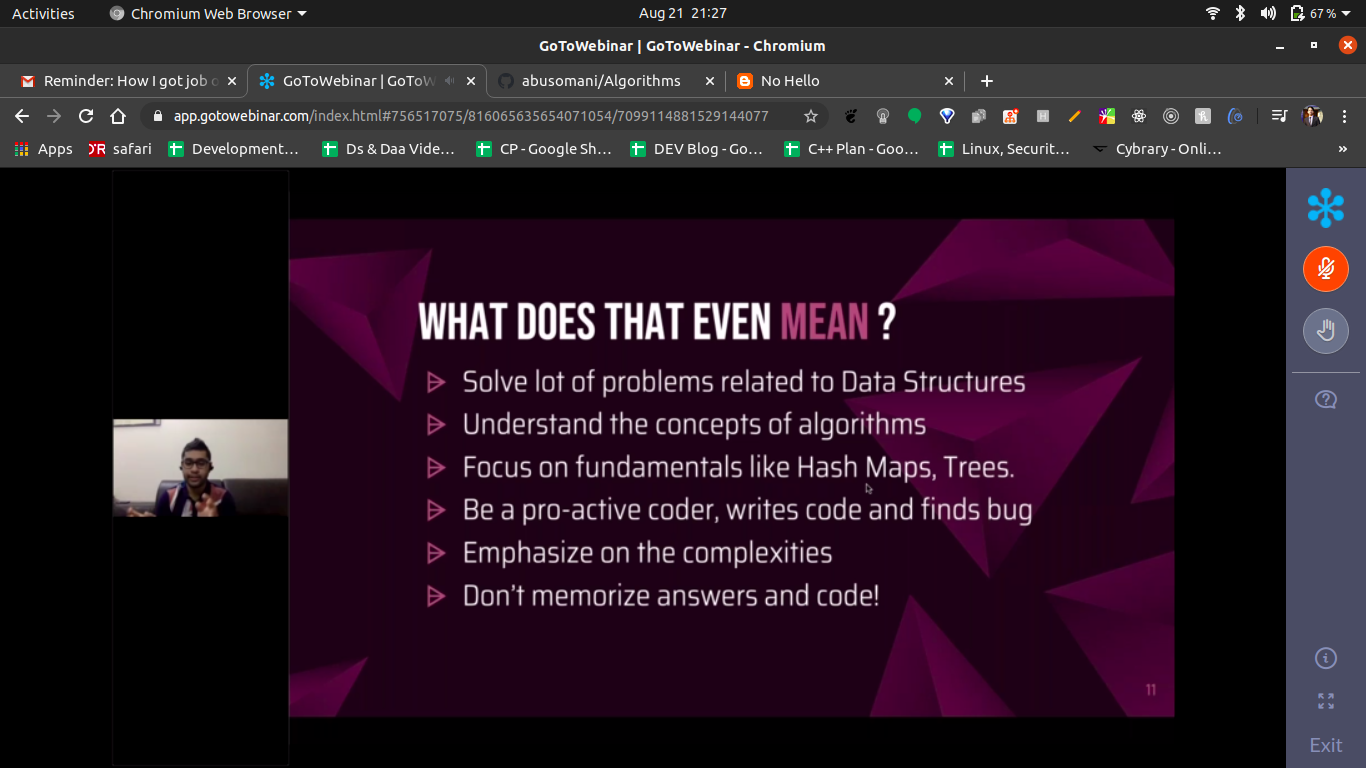 Activities
Chromium Web Browser
Aug 21 21:27
67 %
GoToWebinar | GoToWebinar - Chromium
Reminder: How I got job o
GoToWebinar | GoToW
abusomani/Algorithms
No Hello
app.gotowebinar.com/index.html#756517075/816065635654071054/7099114881529144077
Apps
safari
Development…
Ds & Daa Vide…
CP - Google Sh…
DEV Blog - Go…
C++ Plan - Goo…
Linux, Securit…
Cybrary - Onli…
»
WHAT DOES THAT EVEN MEAN ?
Solve lot of problems related to Data Structures
Understand the concepts of algorithms
Focus on fundamentals like Hash Maps, Trees.
Be a pro-active coder, writes code and finds bug
Emphasize on the complexities
Don't memorize answers and code!
11
Exit